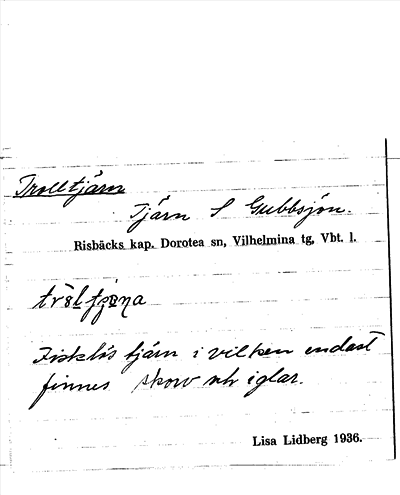 Trolltjärn
Tjärn S Gubbsjön.
Risbäcks kap. Dorotea sn, Vilhelmina tg, Vbt. l.
Fisklös tjärn i vilken endast
finnes skorv och iglar.
Lisa Lidberg 1936.